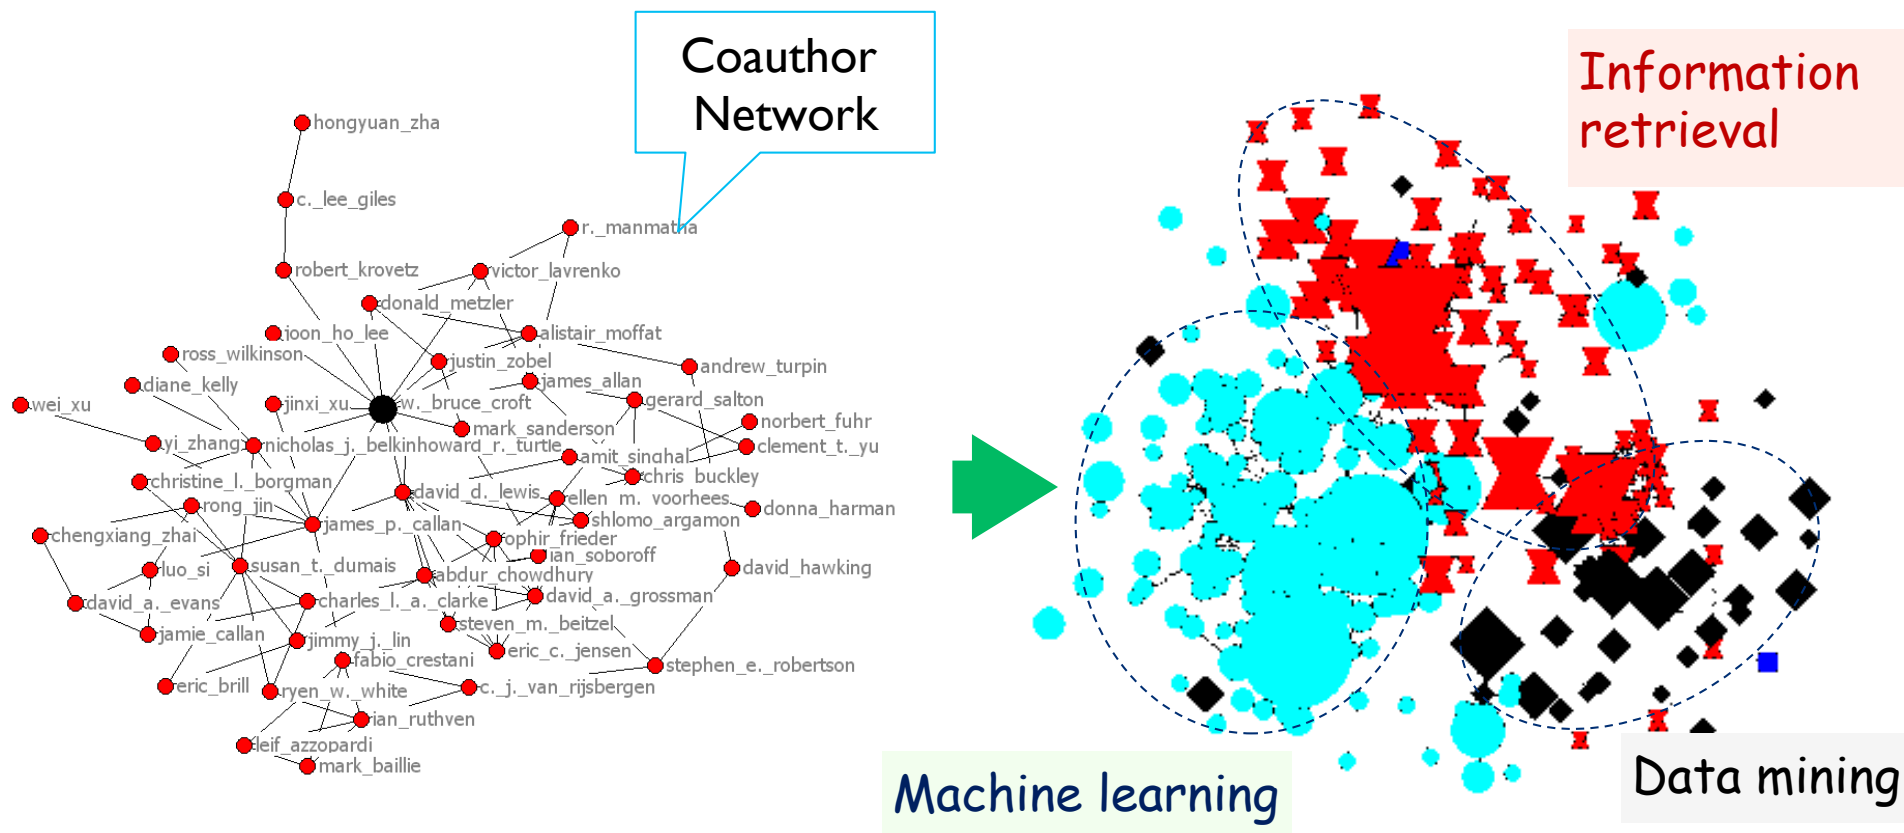 Coauthor
Network
Information
retrieval
hongyuan_zha
c._lee_giles
r._manmatha
robert_krovetz
victor_lavrenko
donald_metzler
joon_ho_lee
alistair_moffat
ross_wilkinson
justin_zobel
andrew_turpin
diane_kelly
james_allan
wei_xu
jinxi_xu
w._bruce_croft
gerard_salton
norbert_fuhr
mark_sanderson
yi_zhang
nicholas_j._belkin
howard_r._turtle
clement_t._yu
amit_singhal
christine_l._borgman
chris_buckley
david_d._lewis
ellen_m._voorhees
rong_jin
donna_harman
james_p._callan
shlomo_argamon
chengxiang_zhai
ophir_frieder
ian_soboroff
luo_si
susan_t._dumais
abdur_chowdhury
david_hawking
david_a._evans
charles_l._a._clarke
david_a._grossman
jamie_callan
jimmy_j._lin
steven_m._beitzel
eric_c._jensen
fabio_crestani
stephen_e._robertson
eric_brill
ryen_w._white
c._j._van_rijsbergen
ian_ruthven
leif_azzopardi
mark_baillie
Machine learning
Data mining